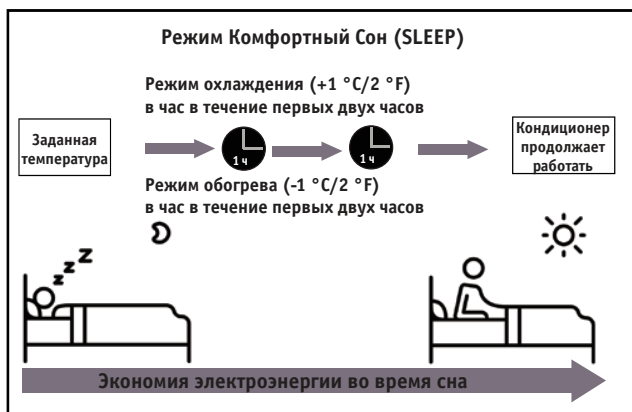 Режим Комфортный Сон (SLEEP)
Режим охлаждения (+1 °C/2 °F)
в час в течение первых двух часов
Заданная
температура
1 ч
1 ч
Кондиционер
продолжает
работать
Режим обогрева (-1 °C/2 °F)
в час в течение первых двух часов
z z z
Экономия электроэнергии во время сна